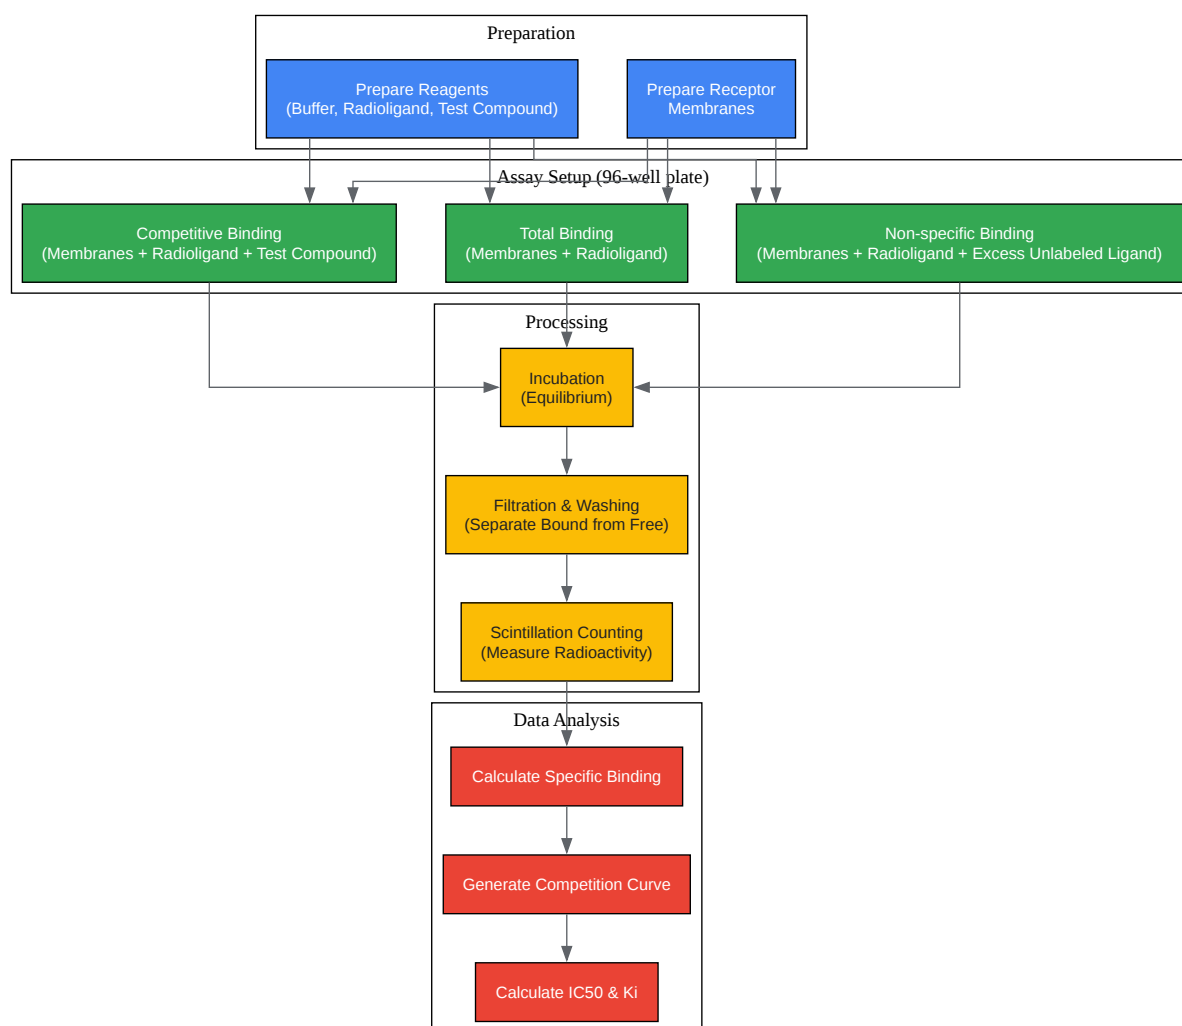 Preparation
Prepare Reagents
(Buffer, Radioligand, Test Compound)
Prepare Receptor
Membranes
Assay Setup (96-well plate)
Competitive Binding
(Membranes + Radioligand + Test Compound)
Total Binding
(Membranes + Radioligand)
Non-specific Binding
(Membranes + Radioligand + Excess Unlabeled Ligand)
Processing
Incubation
(Equilibrium)
Filtration & Washing
(Separate Bound from Free)
Scintillation Counting
(Measure Radioactivity)
Data Analysis
Calculate Specific Binding
Generate Competition Curve
Calculate IC50 & Ki